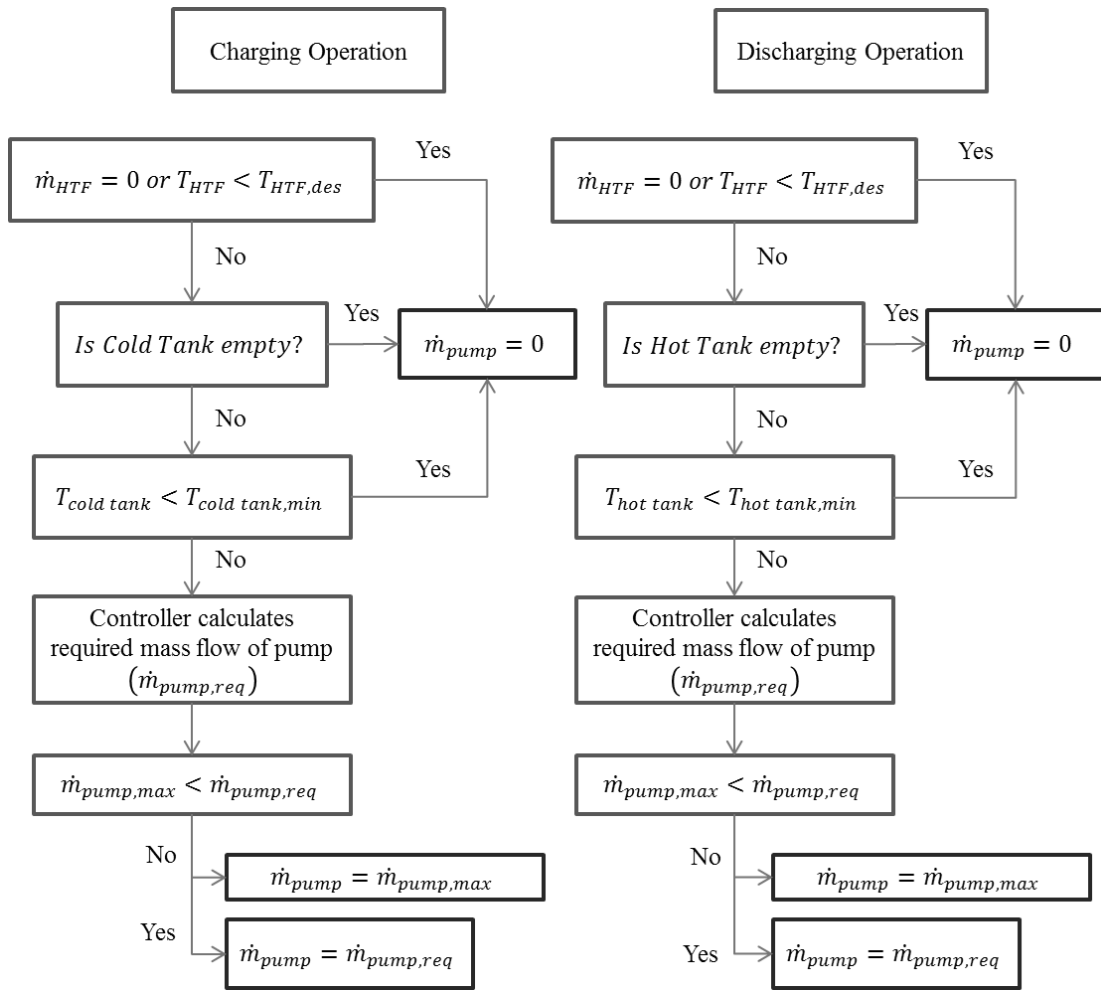 Charging Operation
ṁ_HTF = 0 or T_HTF < T_HTF,des
Yes
No
Is Cold Tank empty?
Yes
ṁ_pump = 0
No
T_cold tank < T_cold tank,min
Yes
No
Controller calculates
required mass flow of pump
(ṁ_pump,req)
ṁ_pump,max < ṁ_pump,req
No
ṁ_pump = ṁ_pump,max
Yes
ṁ_pump = ṁ_pump,req
Discharging Operation
ṁ_HTF = 0 or T_HTF < T_HTF,des
Yes
No
Is Hot Tank empty?
Yes
ṁ_pump = 0
No
T_hot tank < T_hot tank,min
Yes
No
Controller calculates
required mass flow of pump
(ṁ_pump,req)
ṁ_pump,max < ṁ_pump,req
No
ṁ_pump = ṁ_pump,max
Yes
ṁ_pump = ṁ_pump,req